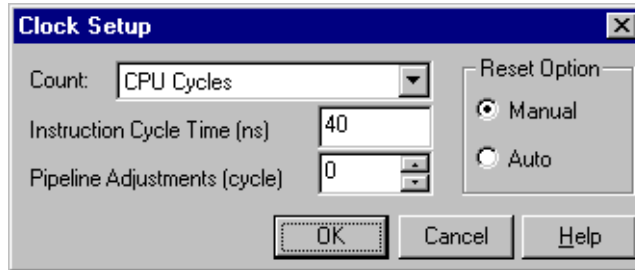 Clock Setup
Count: CPU Cycles
Instruction Cycle Time (ns) 40
Pipeline Adjustments (cycle) 0
Reset Option
Manual
Auto
OK Cancel Help